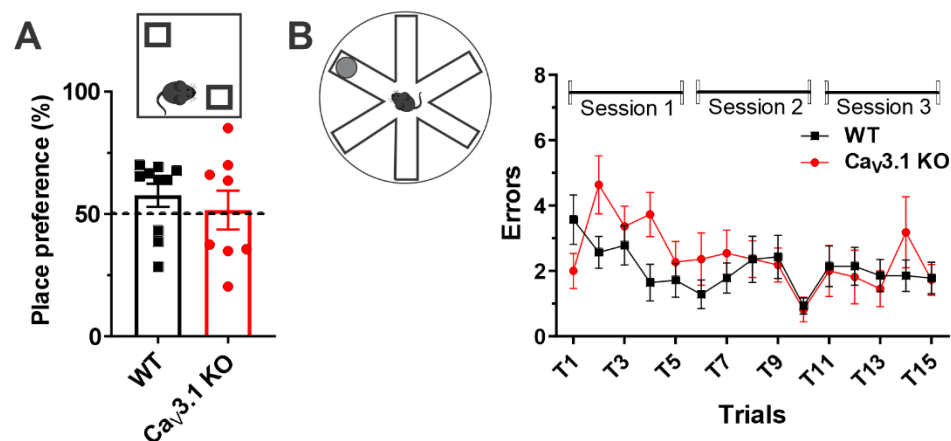 A
Place preference (%)
100
50
0
WT
Cav3.1 KO
B
Errors
8
6
4
2
0
Session 1
Session 2
Session 3
WT
Cav3.1 KO
T1
T3
T5
T7
T9
T11
T13
T15
Trials